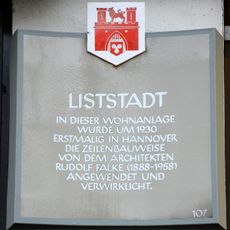 LISTSTADT
IN DIESER WOHNANLAGE
WURDE UM 1930
ERSTMALIG IN HANNOVER
DIE ZEILENBAUWEISE
VON DEM ARCHITEKTEN
RUDOLF FALKE (1888-1958)
ANGEWENDET UND
VERWIRKLICHT.
107